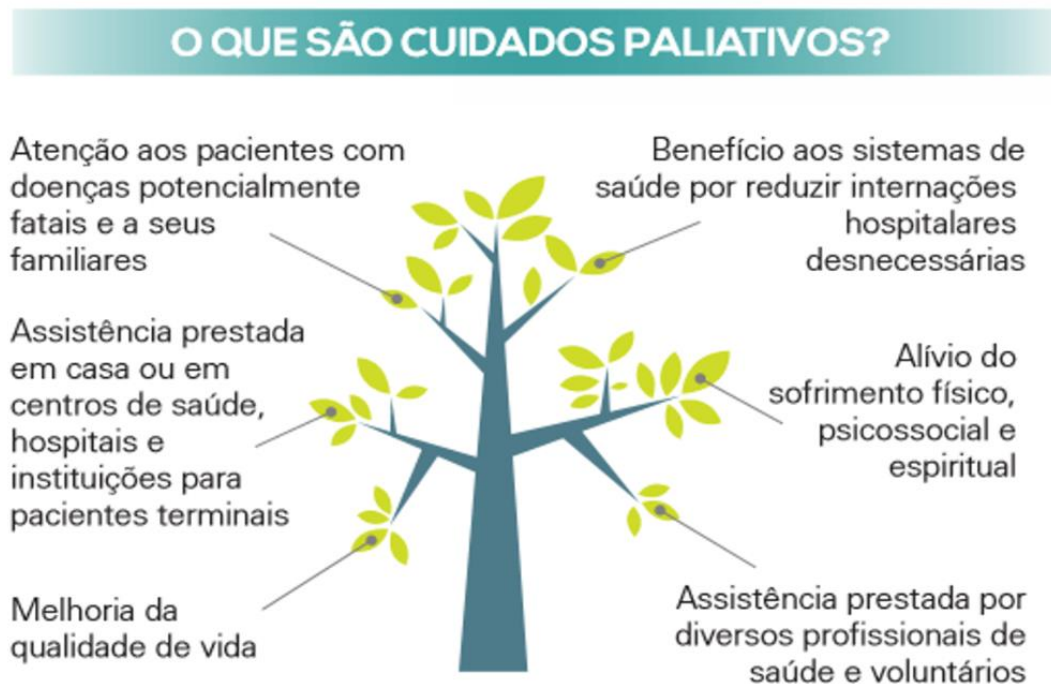 O QUE SÃO CUIDADOS PALIATIVOS?
Atenção aos pacientes com
doenças potencialmente
fatais e a seus
familiares
Benefício aos sistemas de
saúde por reduzir internações
hospitalares
desnecessárias
Assistência prestada
em casa ou em
centros de saúde,
hospitais e
instituições para
pacientes terminais
Alívio do
sofrimento físico,
psicossocial e
espiritual
Melhoria da
qualidade de vida
Assistência prestada por
diversos profissionais de
saúde e voluntários